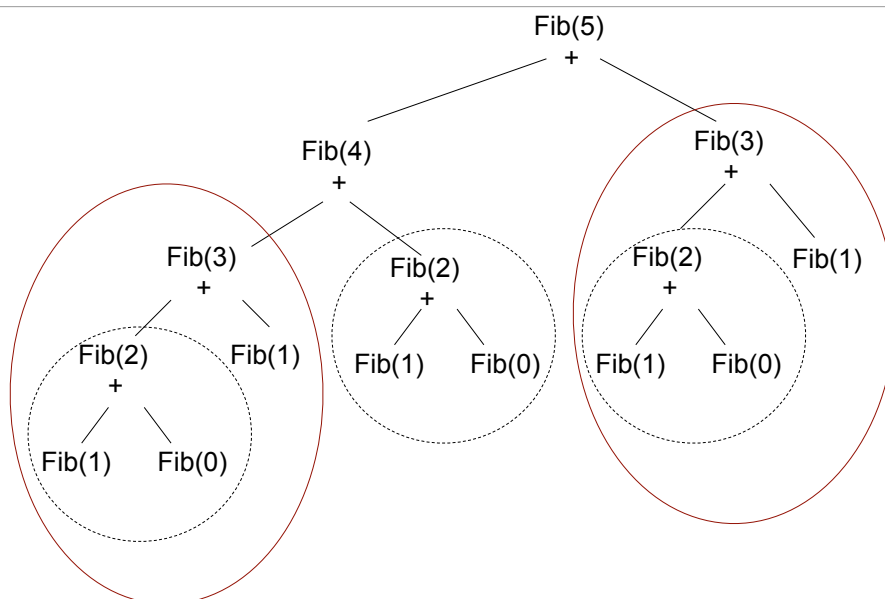 Fib(5)
+
Fib(4)
+
Fib(3)
+
Fib(3)
+
Fib(2)
+
Fib(2)
+
Fib(1)
Fib(2)
+
Fib(1)
Fib(1)
Fib(0)
Fib(1)
Fib(0)
Fib(1)
Fib(0)